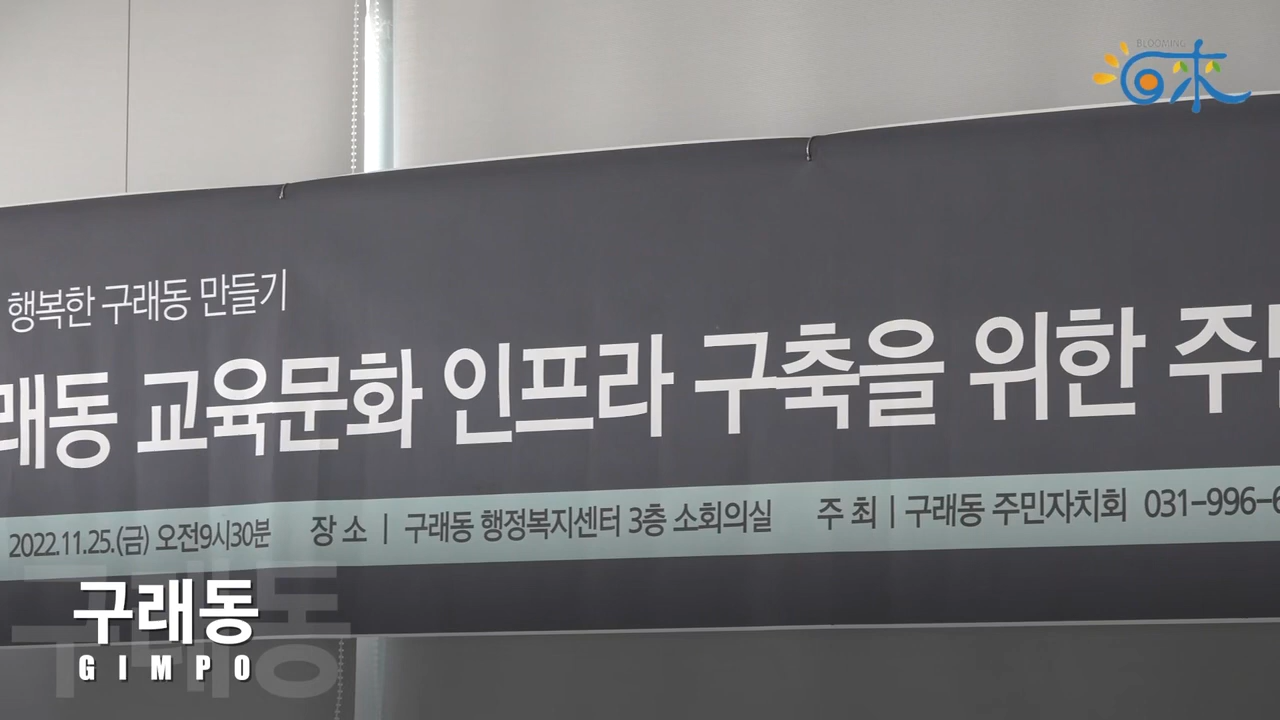 BLOOMING
행복한 구래동 만들기
래동 교육문화 인프라 구축을 위한
2022.11.25.(금) 오전9시30분 장 소 | 구래동 행정복지센터 3층 소회의실 주 최 | 구래동 주민자치회 031-996-6
구래동
GIMPO